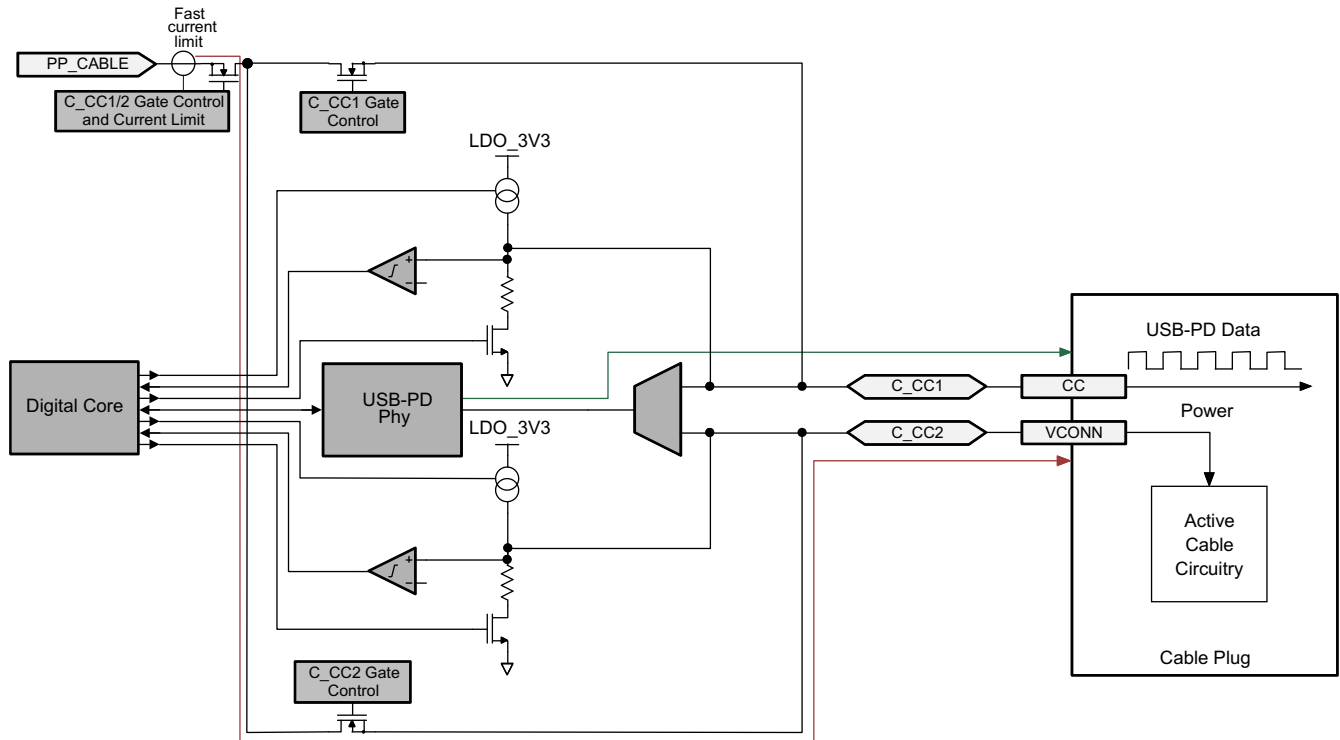 Fast
current
limit
PP_CABLE
C_CC1/2 Gate Control
and Current Limit
C_CC1 Gate
Control
LDO_3V3
+
−
Digital Core
USB-PD
Phy
LDO_3V3
+
−
C_CC2 Gate
Control
C_CC1
C_CC2
USB-PD Data
CC
Power
VCONN
Active
Cable
Circuitry
Cable Plug